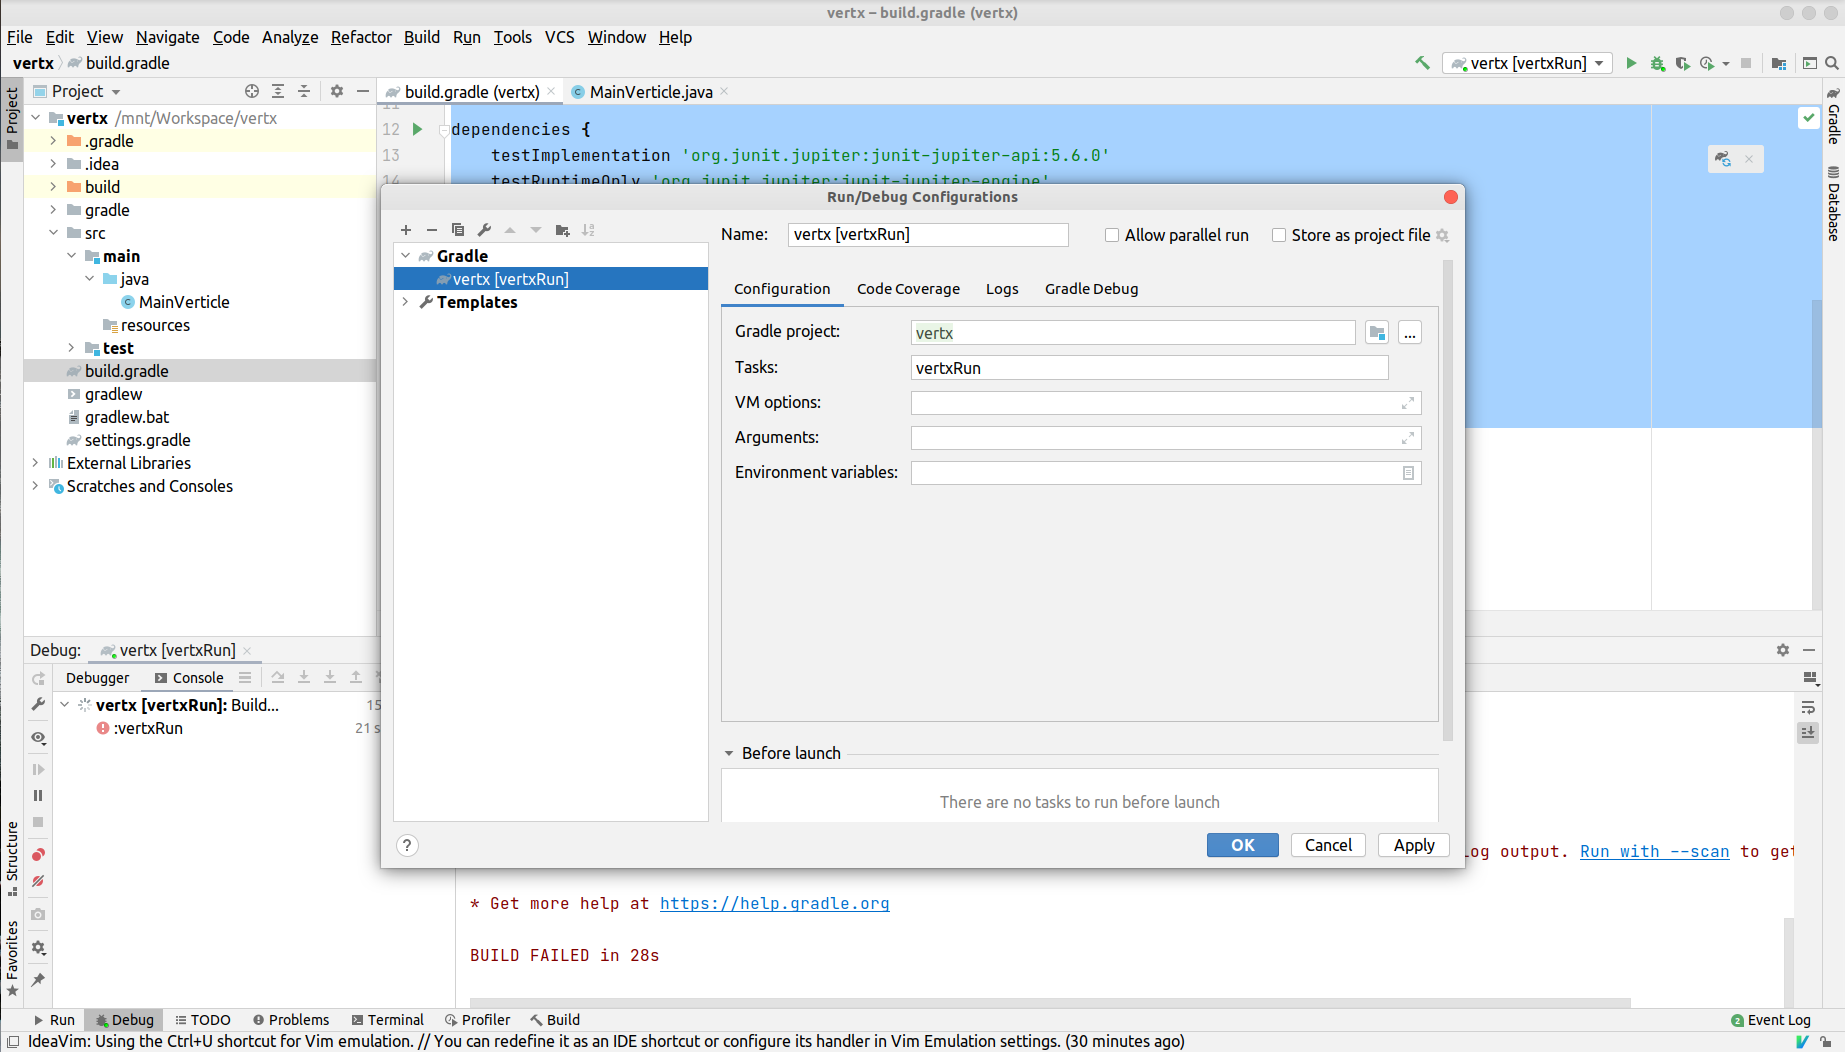 vertx – build.gradle (vertx)
File Edit View Navigate Code Analyze Refactor Build Run Tools VCS Window Help
vertx build.gradle
vertx [vertxRun]
Project
build.gradle (vertx)
MainVerticle.java
vertx /mnt/Workspace/vertx
.gradle
.idea
build
gradle
src
main
java
MainVerticle
resources
test
build.gradle
gradlew
gradlew.bat
settings.gradle
External Libraries
Scratches and Consoles
Project
Structure
Favorites
Gradle
Database
11
12 dependencies {
13 testImplementation 'org.junit.jupiter:junit-jupiter-api:5.6.0'
14 testRuntimeOnly 'org.junit.jupiter:junit-jupiter-engine'
Run/Debug Configurations
Gradle
vertx [vertxRun]
Templates
Name: vertx [vertxRun]
Allow parallel run
Store as project file
Configuration Code Coverage Logs Gradle Debug
Gradle project: vertx
...
Tasks: vertxRun
VM options:
Arguments:
Environment variables:
Before launch
There are no tasks to run before launch
?
OK Cancel Apply
Debug: vertx [vertxRun]
Debugger Console
vertx [vertxRun]: Build... 15
:vertxRun 21 s
log output. Run with --scan to get
* Get more help at https://help.gradle.org
BUILD FAILED in 28s
Run Debug TODO Problems Terminal Profiler Build
2 Event Log
IdeaVim: Using the Ctrl+U shortcut for Vim emulation. // You can redefine it as an IDE shortcut or configure its handler in Vim Emulation settings. (30 minutes ago)